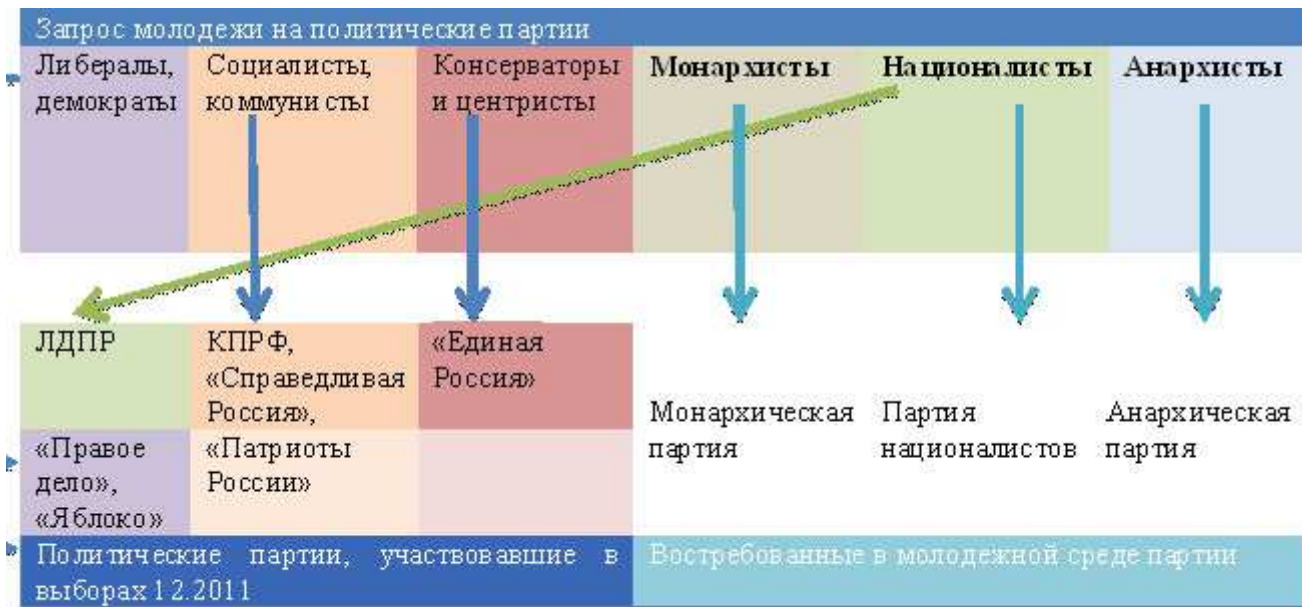 Запрос молодежи на политические партии
Либералы,
демократы
Социалисты,
коммунисты
Консерваторы
и центристы
Монархисты
Националисты
Анархисты
ЛДПР
КПРФ,
«Справедливая
Россия»,
«Единая
Россия»
«Правое
дело»,
«Яблоко»
«Патриоты
России»
Монархическая
партия
Партия
националистов
Анархическая
партия
Политические партии, участвовавшие в
выборах 12.2011
Востребованные в молодежной среде партии